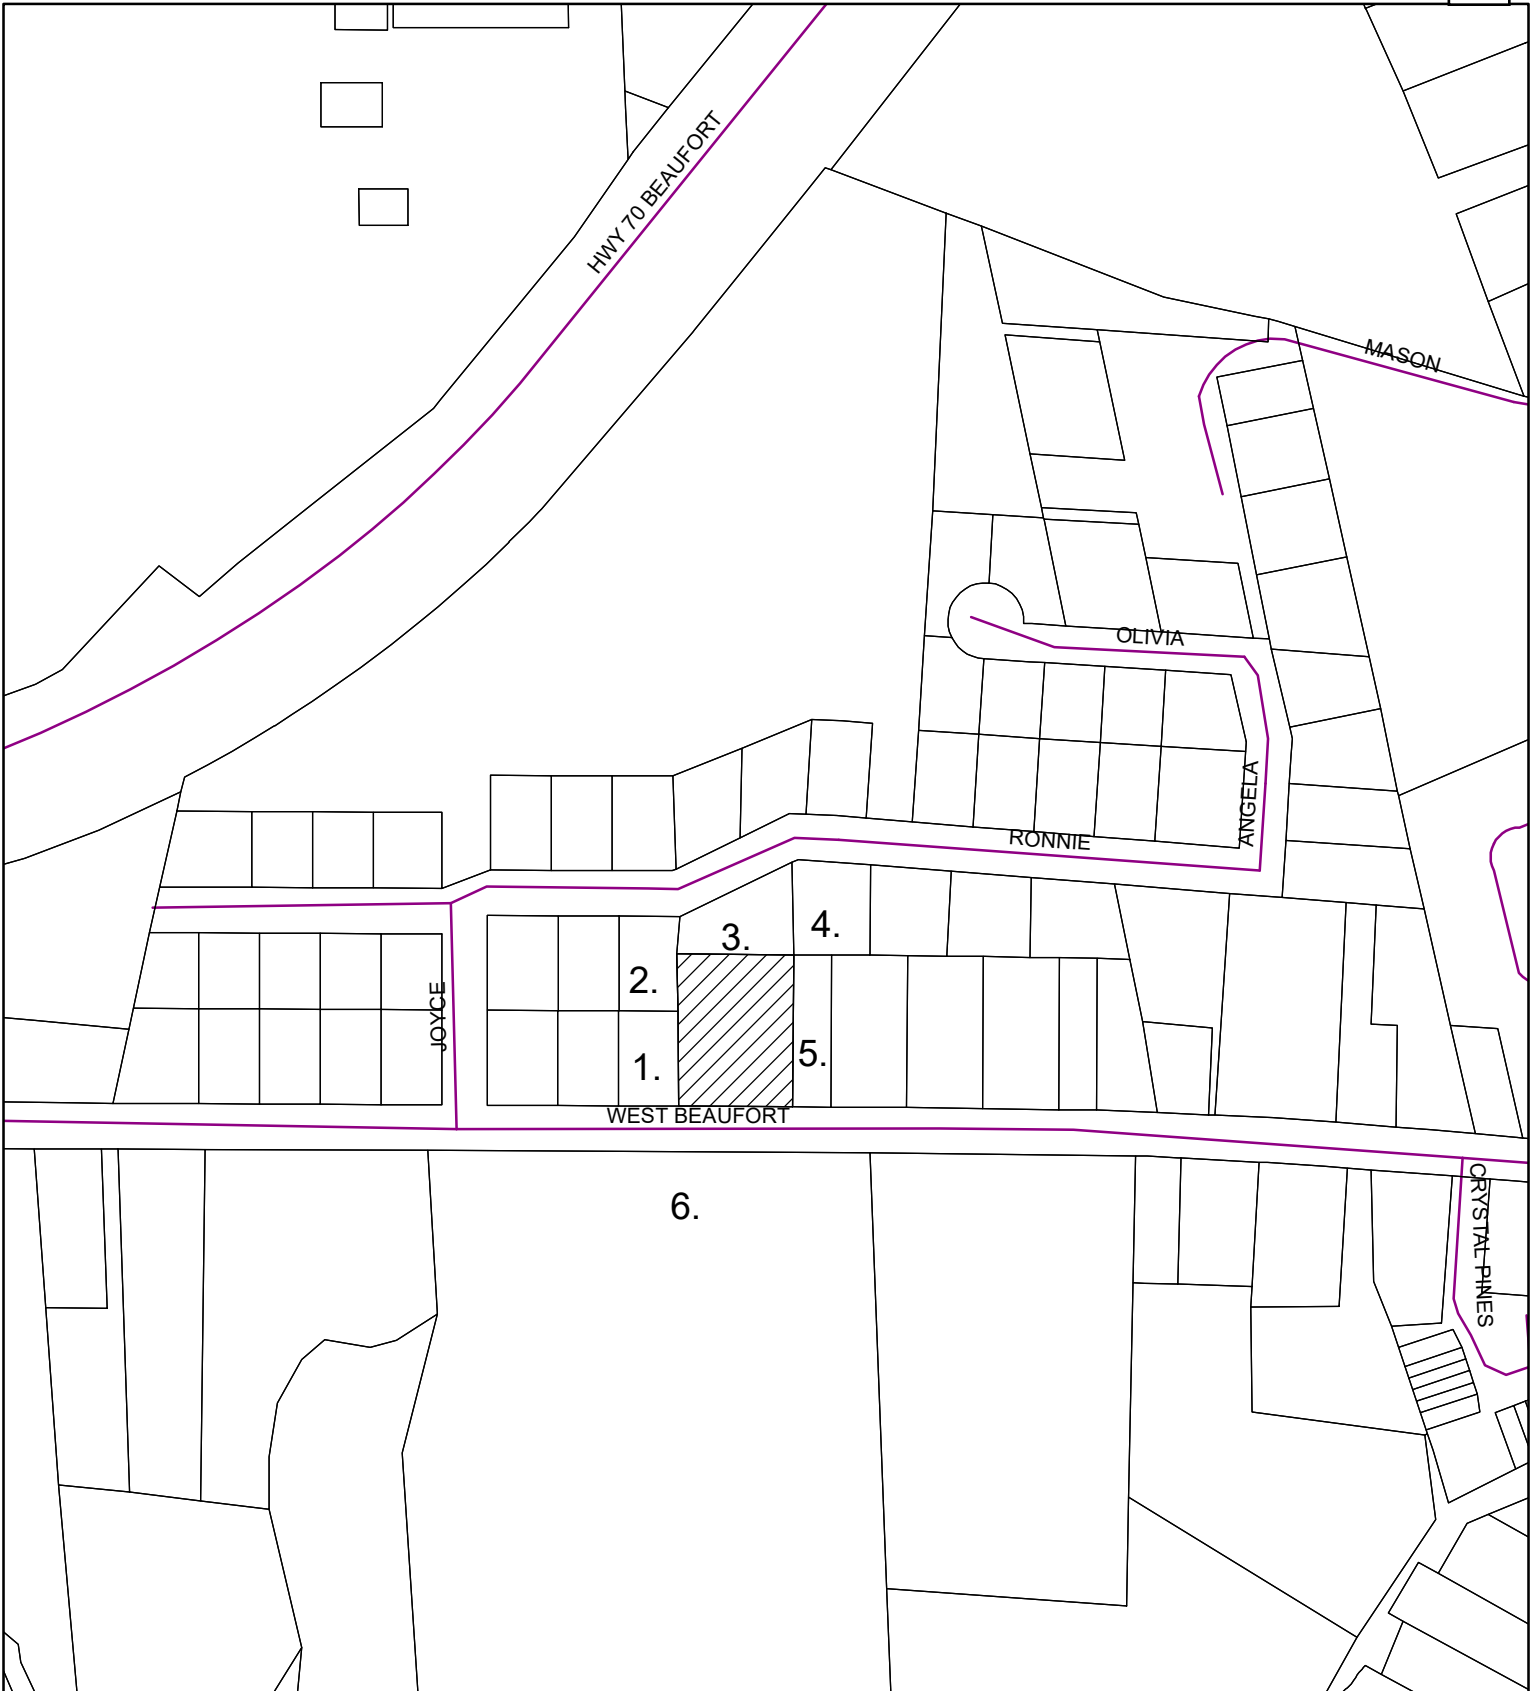 HWY 70 BEAUFORT
MASON
OLIVIA
ANGELA
RONNIE
3.
4.
2.
JOYCE
5.
1.
WEST BEAUFORT
6.
CRYSTAL PINES